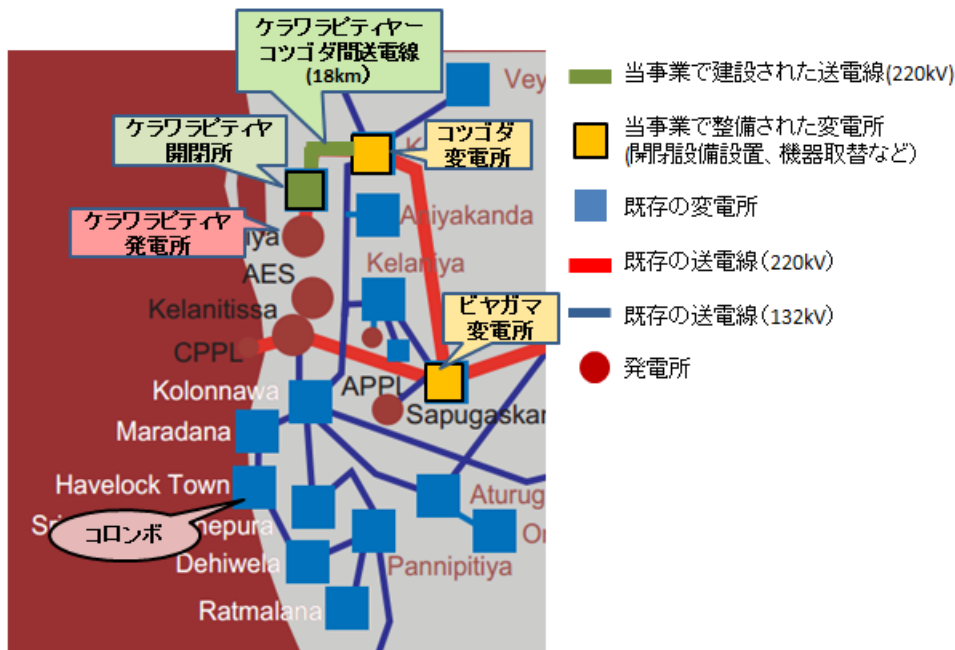 ケラワラピティヤー
コツゴダ間送電線
(18km)
Vey
ケラワラピティヤ
開閉所
K
コツゴダ
変電所
ケラワラピティヤ
発電所
iya
Aniyakanda
AES
Kelaniya
Kelanitissa
ビヤガマ
変電所
CPPL
Kolonnawa
APPL
Sapugaskan
Maradana
Havelock Town
Aturug
Sri
nepura
コロンボ
On
Dehiwela
Pannipitiya
Ratmalana
当事業で建設された送電線(220kV)
当事業で整備された変電所
(開閉設備設置、機器取替など)
既存の変電所
既存の送電線(220kV)
既存の送電線(132kV)
発電所